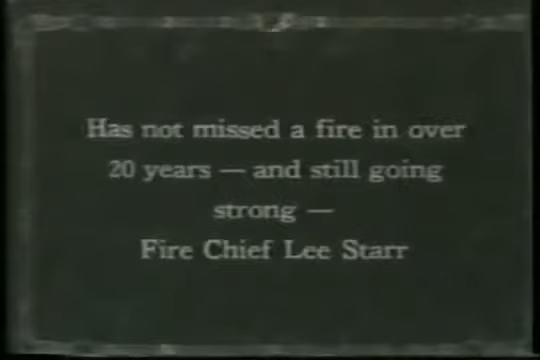 Has not missed a fire in over
20 years — and still going
strong —
Fire Chief Lee Starr